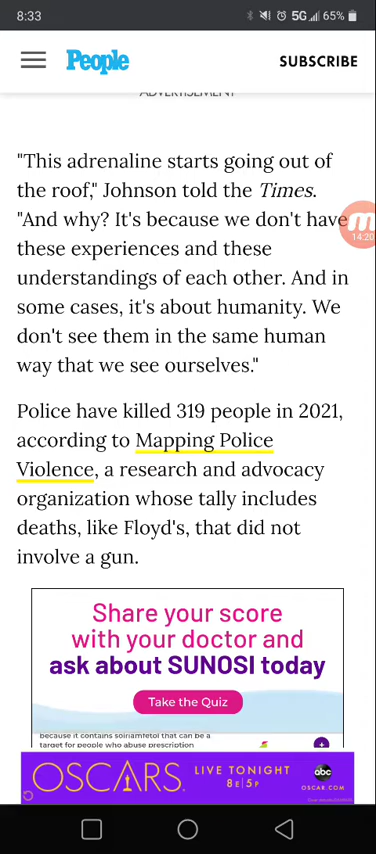 8:33
5G 65%
People
SUBSCRIBE
ADVERTISEMENT
"This adrenaline starts going out of
the roof," Johnson told the Times.
"And why? It's because we don't have
these experiences and these
understandings of each other. And in
some cases, it's about humanity. We
don't see them in the same human
way that we see ourselves."
14:20
Police have killed 319 people in 2021,
according to Mapping Police
Violence, a research and advocacy
organization whose tally includes
deaths, like Floyd's, that did not
involve a gun.
Share your score
with your doctor and
ask about SUNOSI today
Take the Quiz
because it contains solriamfetol that can be a
target for people who abuse prescription
OSCARS. LIVE TONIGHT
8E|5P
abc
OSCAR.COM